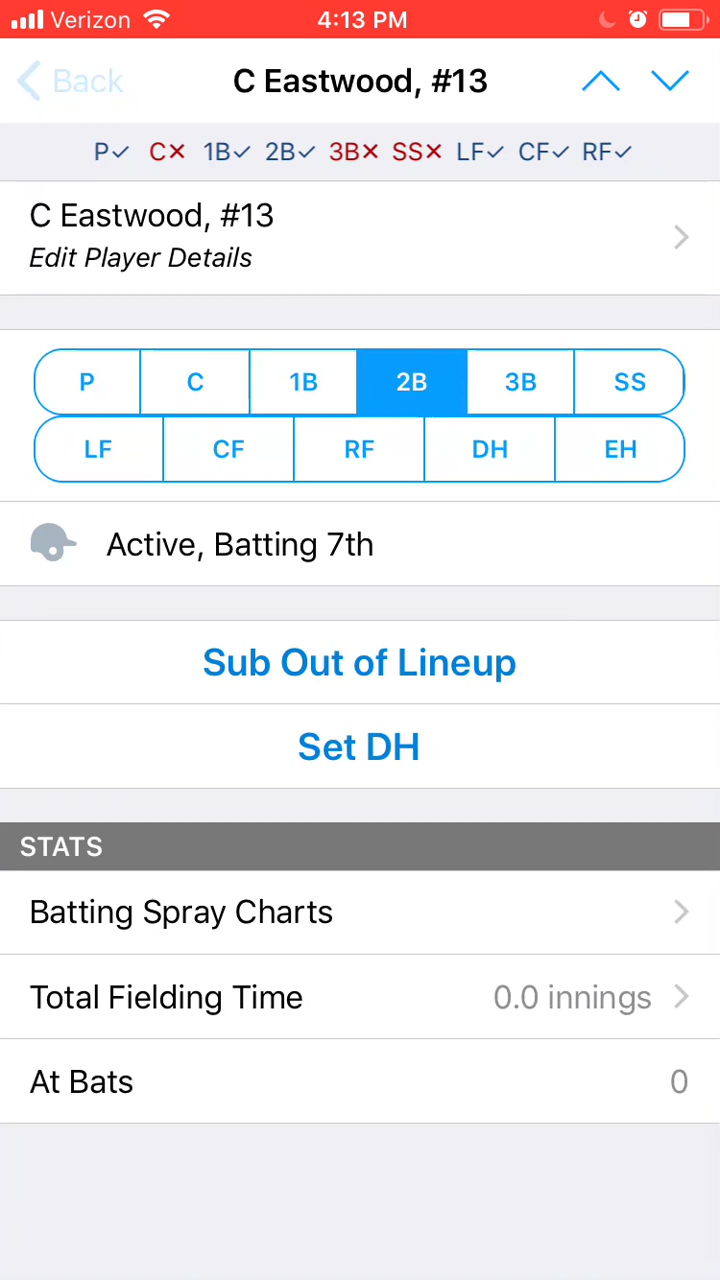 Verizon 4:13 PM
Back C Eastwood, #13
P✓ C✕ 1B✓ 2B✓ 3B✕ SS✕ LF✓ CF✓ RF✓
C Eastwood, #13
Edit Player Details
P C 1B 2B 3B SS
LF CF RF DH EH
Active, Batting 7th
Sub Out of Lineup
Set DH
STATS
Batting Spray Charts
Total Fielding Time 0.0 innings
At Bats 0